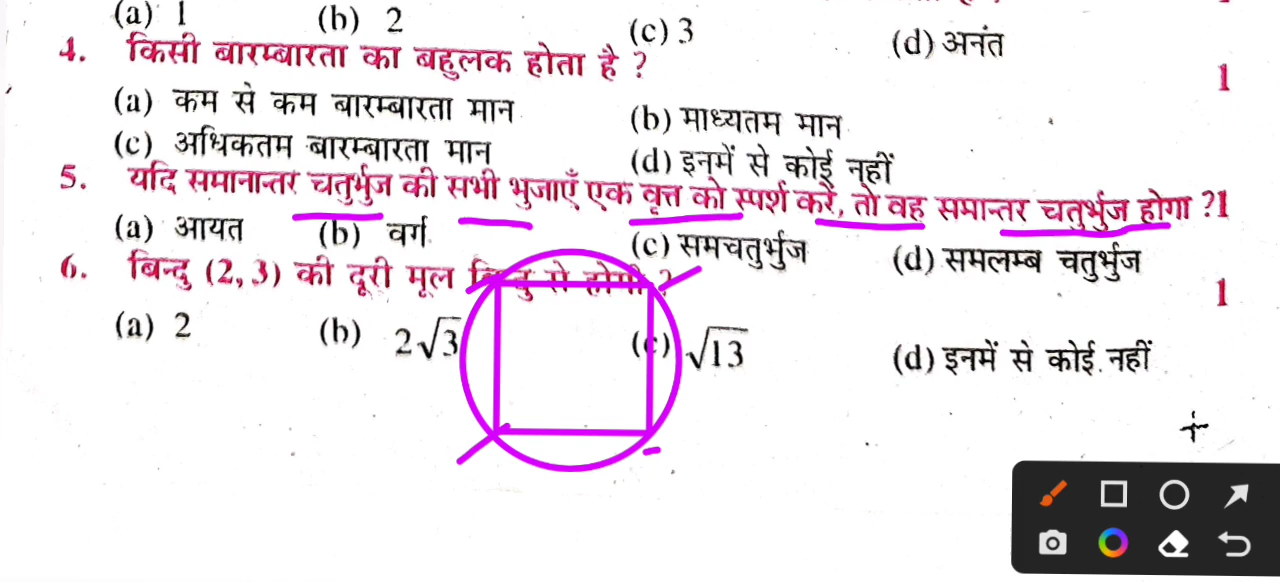 (a) 1 (b) 2 (c) 3 (d) अनंत
4. किसी बारम्बारता का बहुलक होता है ? 1
(a) कम से कम बारम्बारता मान (b) माध्यतम मान
(c) अधिकतम बारम्बारता मान (d) इनमें से कोई नहीं
5. यदि समानान्तर चतुर्भुज की सभी भुजाएँ एक वृत्त को स्पर्श करें, तो वह समान्तर चतुर्भुज होगा ?1
(a) आयत (b) वर्ग (c) समचतुर्भुज (d) समलम्ब चतुर्भुज
6. बिन्दु (2, 3) की दूरी मूल बिन्दु से होगी ? 1
(a) 2 (b) 2√3 (c) √13 (d) इनमें से कोई नहीं